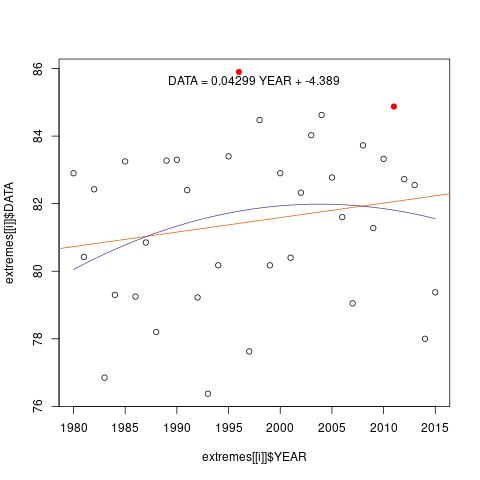 DATA = 0.04299 YEAR + -4.389
extremes[[i]]$DATA
86
84
82
80
78
76
1980 1985 1990 1995 2000 2005 2010 2015
extremes[[i]]$YEAR